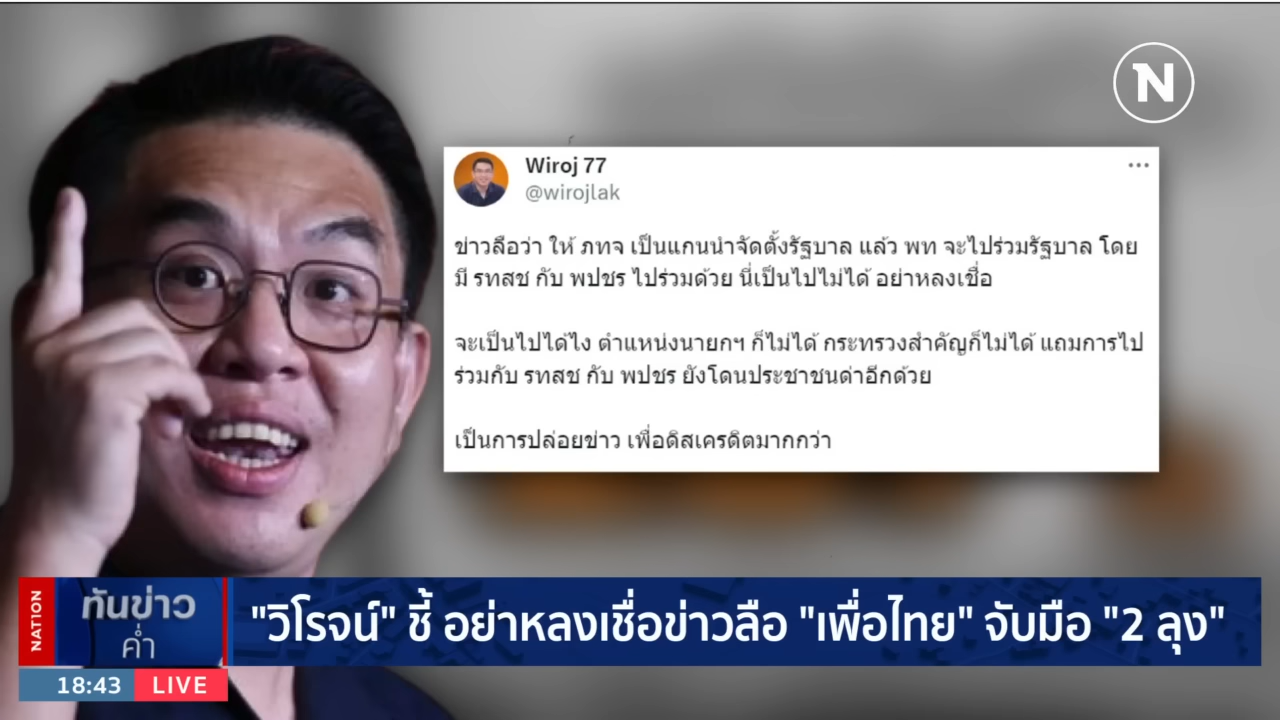 N
Wiroj 77
@wirojlak
ข่าวลือว่า ให้ ภทจ เป็นแกนนำจัดตั้งรัฐบาล แล้ว พท จะไปร่วมรัฐบาล โดย
มี รทสช กับ พปชร ไปร่วมด้วย นี่เป็นไปไม่ได้ อย่าหลงเชื่อ
จะเป็นไปได้ไง ตำแหน่งนายกฯ ก็ไม่ได้ กระทรวงสำคัญก็ไม่ได้ แถมการไป
ร่วมกับ รทสช กับ พปชร ยังโดนประชาชนด่าอีกด้วย
เป็นการปล่อยข่าว เพื่อดิสเครดิตมากกว่า
NATION
ทันข่าว
ค่ำ
"วิโรจน์" ชี้ อย่าหลงเชื่อข่าวลือ "เพื่อไทย" จับมือ "2 ลุง"
18:43 LIVE